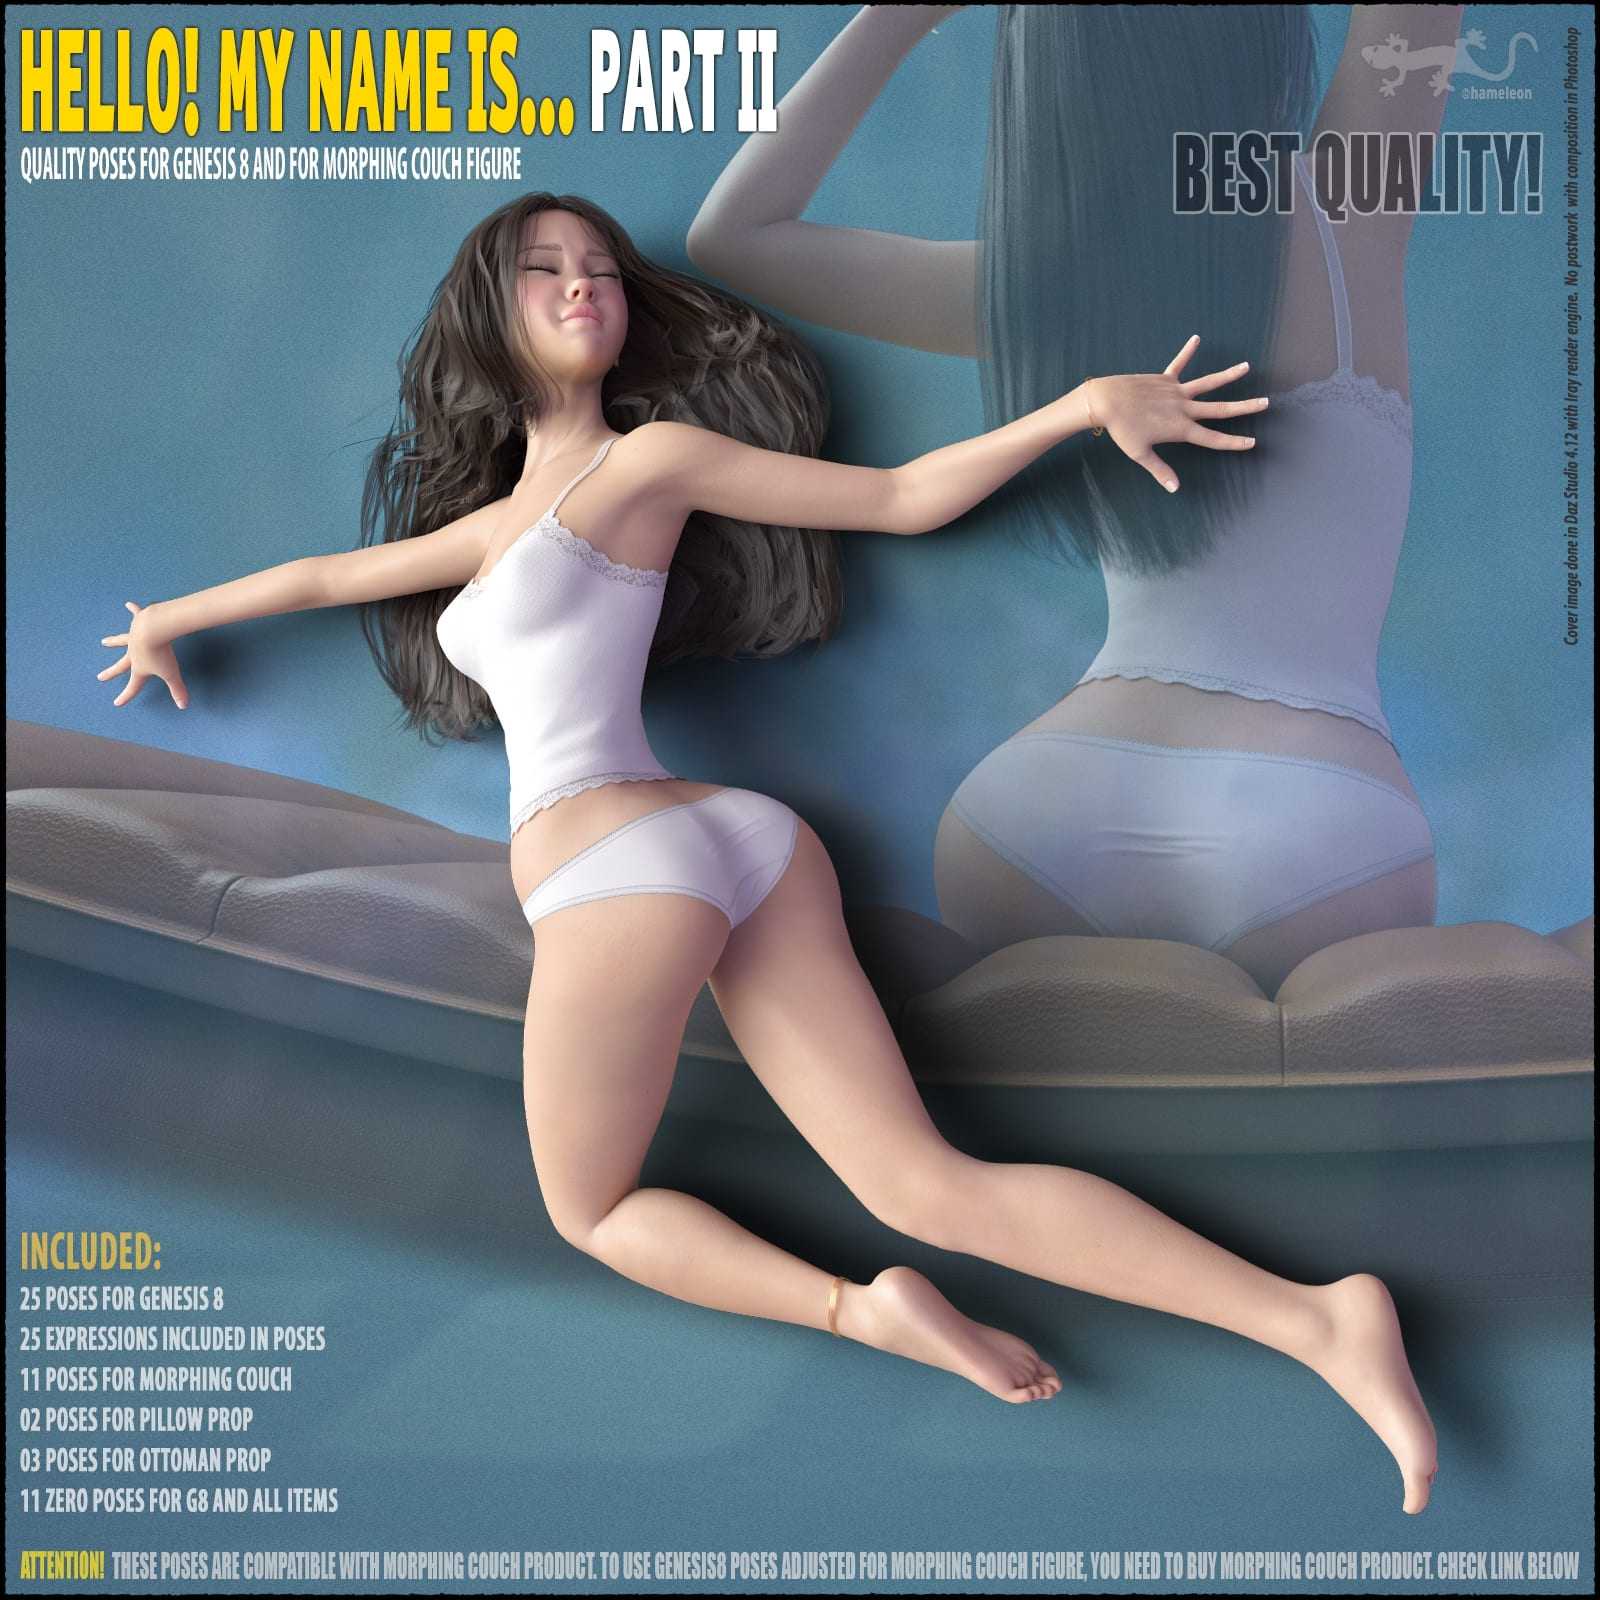 HELLO! MY NAME IS... PART II
QUALITY POSES FOR GENESIS 8 AND FOR MORPHING COUCH FIGURE
©hameleon
BEST QUALITY!
Cover image done in Daz Studio 4.12 with Iray render engine. No postwork with composition in Photoshop
INCLUDED:
25 POSES FOR GENESIS 8
25 EXPRESSIONS INCLUDED IN POSES
11 POSES FOR MORPHING COUCH
02 POSES FOR PILLOW PROP
03 POSES FOR OTTOMAN PROP
11 ZERO POSES FOR G8 AND ALL ITEMS
ATTENTION! THESE POSES ARE COMPATIBLE WITH MORPHING COUCH PRODUCT. TO USE GENESIS8 POSES ADJUSTED FOR MORPHING COUCH FIGURE, YOU NEED TO BUY MORPHING COUCH PRODUCT. CHECK LINK BELOW